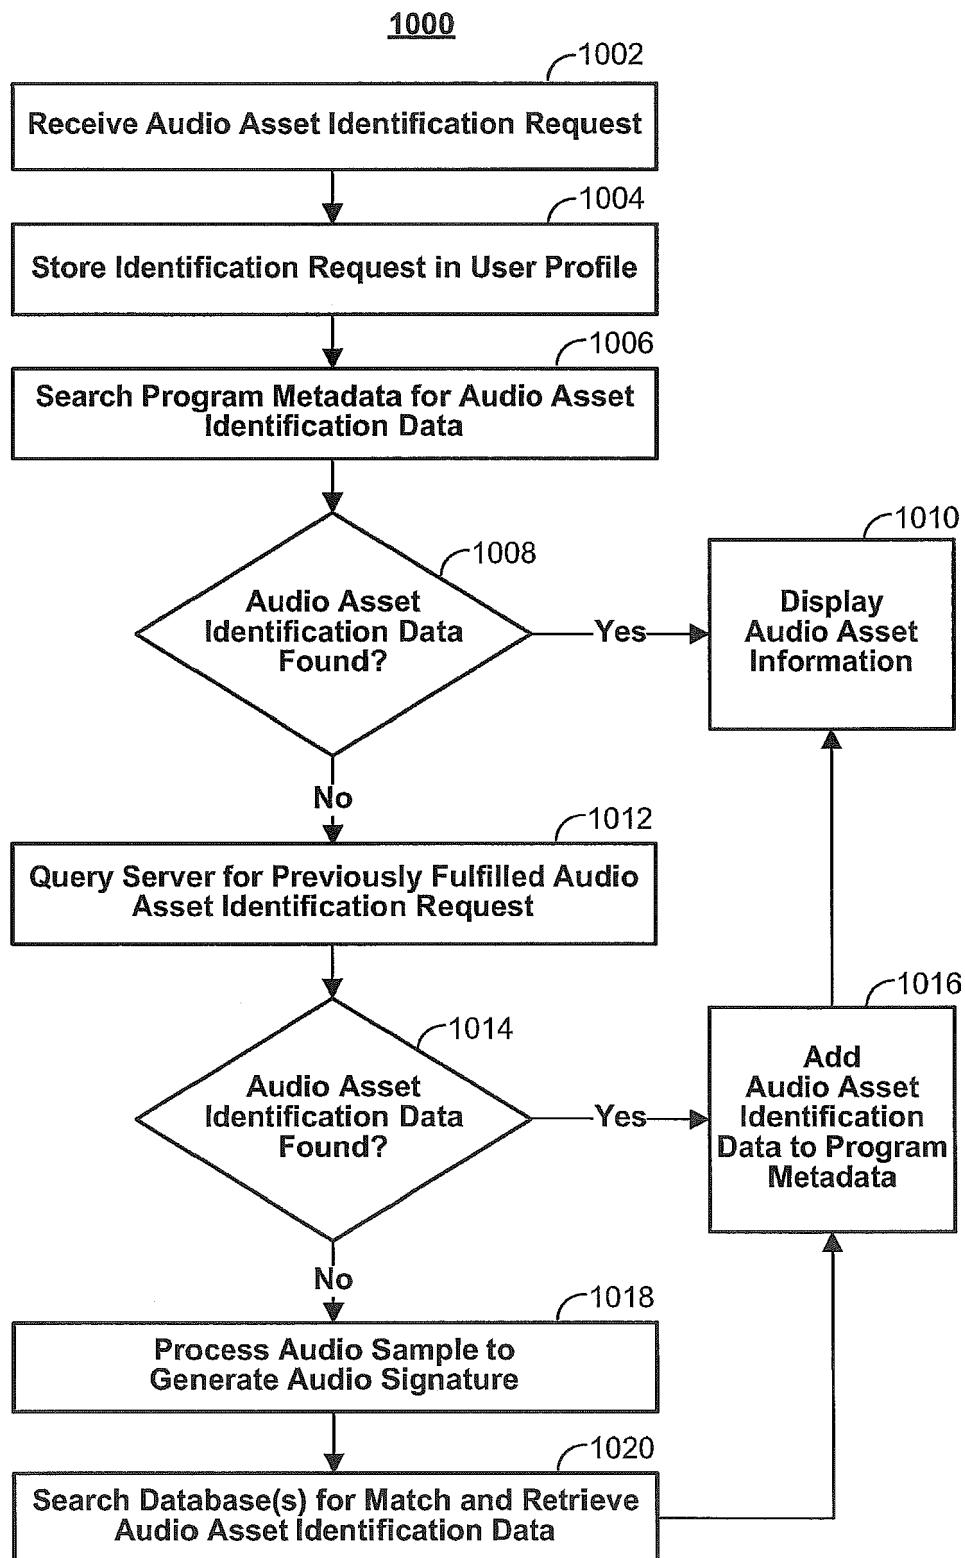 1000
1002
Receive Audio Asset Identification Request
1004
Store Identification Request in User Profile
1006
Search Program Metadata for Audio Asset
Identification Data
1008
Audio Asset
Identification Data
Found?
Yes
1010
Display
Audio Asset
Information
No
1012
Query Server for Previously Fulfilled Audio
Asset Identification Request
1014
Audio Asset
Identification Data
Found?
Yes
1016
Add
Audio Asset
Identification
Data to Program
Metadata
No
1018
Process Audio Sample to
Generate Audio Signature
1020
Search Database(s) for Match and Retrieve
Audio Asset Identification Data